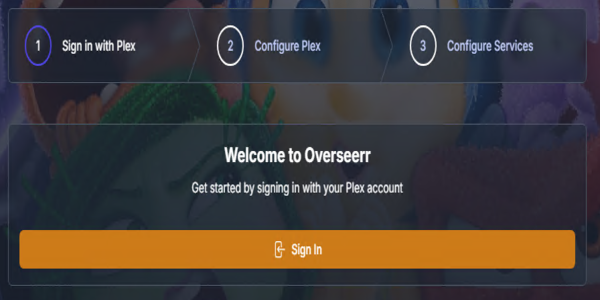 1 Sign in with Plex 2 Configure Plex 3 Configure Services
Welcome to Overseerr
Get started by signing in with your Plex account
Sign In